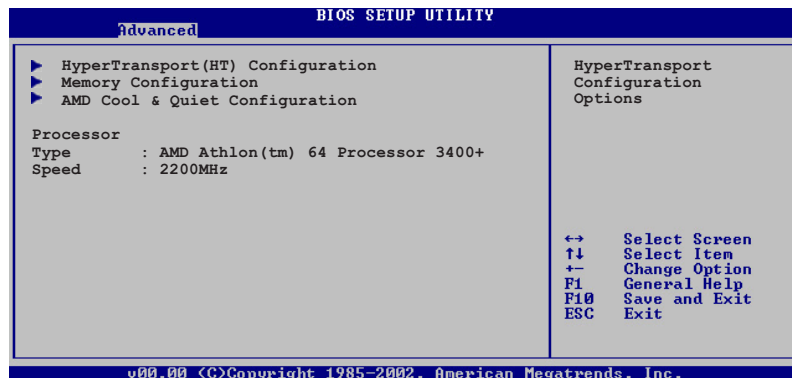 BIOS SETUP UTILITY
Advanced
HyperTransport(HT) Configuration
Memory Configuration
AMD Cool & Quiet Configuration
Processor
Type : AMD Athlon(tm) 64 Processor 3400+
Speed : 2200MHz
HyperTransport
Configuration
Options
↔ Select Screen
↑↓ Select Item
+- Change Option
F1 General Help
F10 Save and Exit
ESC Exit
v00.00 (C)Copyright 1985-2002, American Megatrends, Inc.